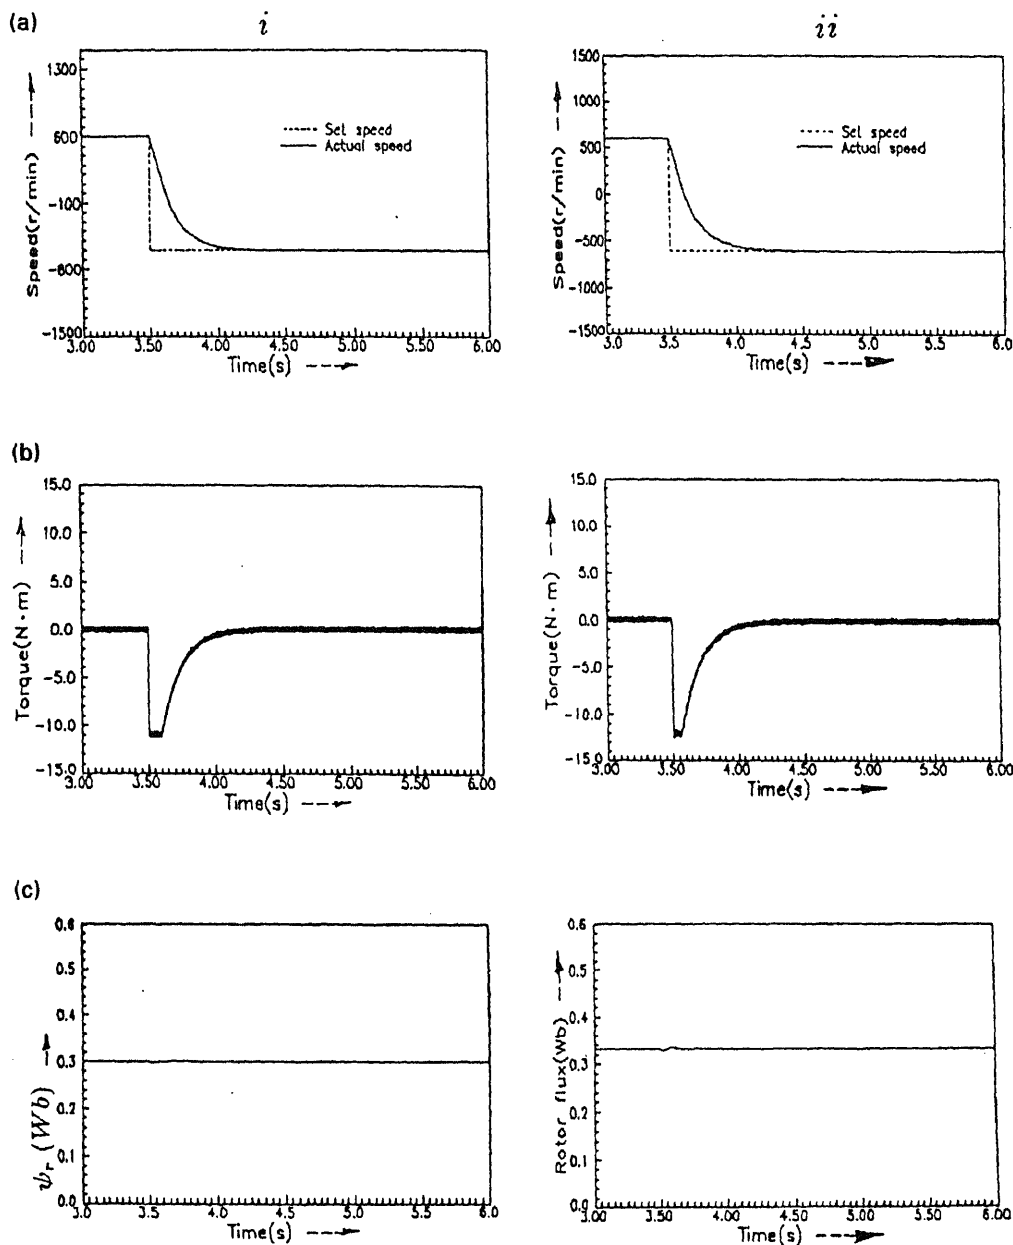 (a)
i
1300
600
-100
-800
-1500
Speed(r/min)
Set speed
Actual speed
3.00 3.50 4.00 4.50 5.00 5.50 6.00
Time(s)
ii
1500
1000
500
0
-500
-1000
-1500
Speed(r/min)
Set speed
Actual speed
3.0 3.50 4.00 4.50 5.00 5.50 6.00
Time(s)
(b)
15.0
10.0
5.0
0.0
-5.0
-10.0
-15.0
Torque(N·m)
3.00 3.50 4.00 4.50 5.00 5.50 6.00
Time(s)
15.0
10.0
5.0
0.0
-5.0
-10.0
-15.0
Torque(N·m)
3.00 3.50 4.00 4.50 5.00 5.50 6.00
Time(s)
(c)
0.6
0.5
0.4
0.3
0.2
0.1
0.0
ψr (Wb)
3.0 3.5 4.0 4.5 5.0 5.5 6.0
Time(s)
0.6
0.5
0.4
0.3
0.2
0.1
0.0
Rotor flux(Wb)
3.00 3.50 4.00 4.50 5.00 5.50 6.00
Time(s)